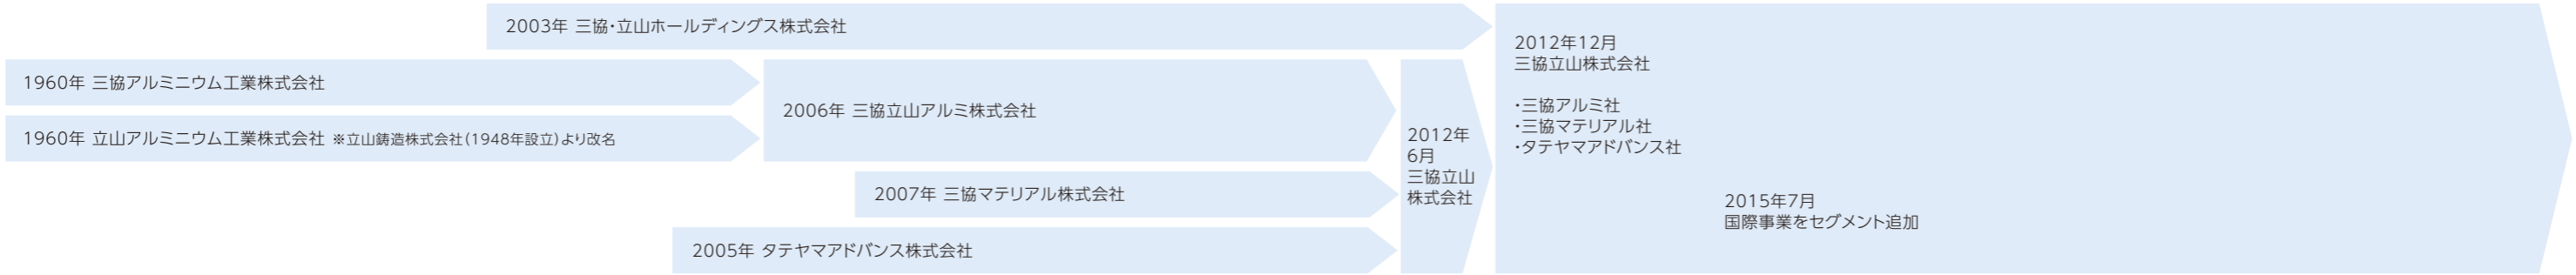 2003年 三協・立山ホールディングス株式会社
1960年 三協アルミニウム工業株式会社
1960年 立山アルミニウム工業株式会社 ※立山鋳造株式会社(1948年設立)より改名
2006年 三協立山アルミ株式会社
2007年 三協マテリアル株式会社
2005年 タテヤマアドバンス株式会社
2012年
6月
三協立山
株式会社
2012年12月
三協立山株式会社
・三協アルミ社
・三協マテリアル社
・タテヤマアドバンス社
2015年7月
国際事業をセグメント追加